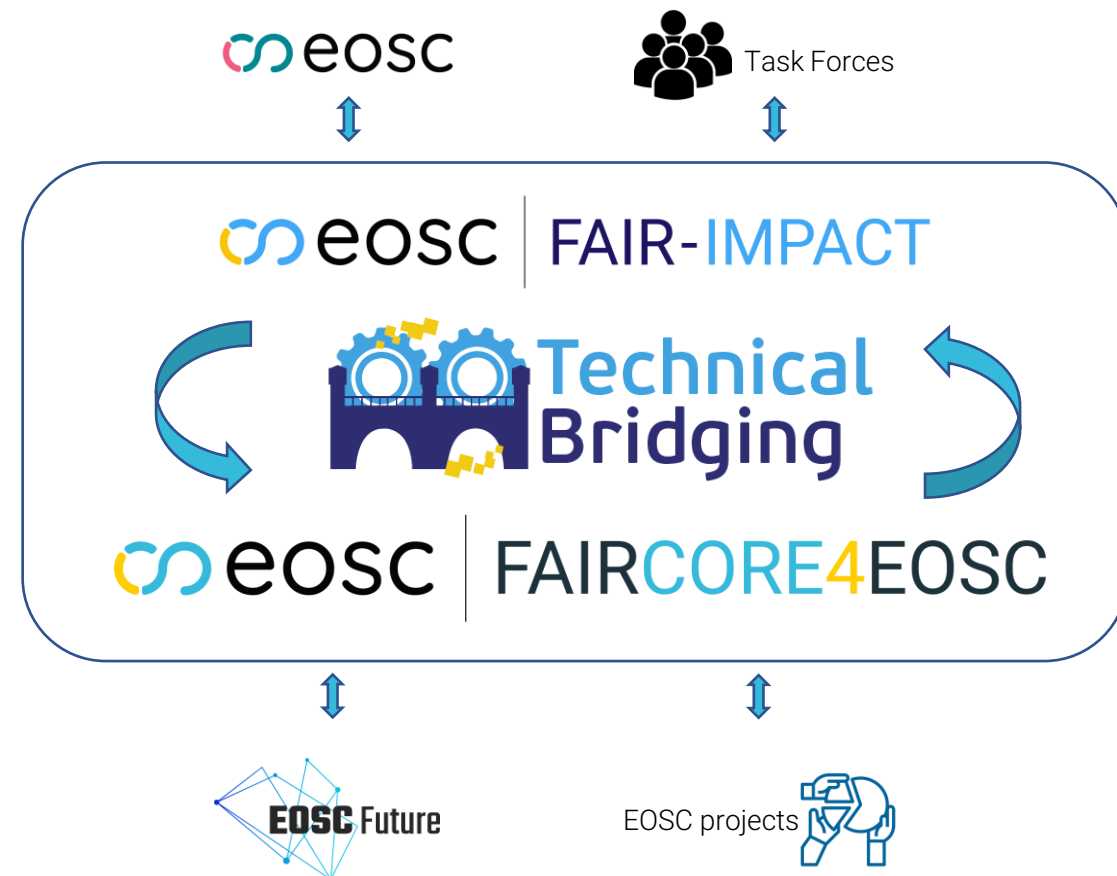 eosc
Task Forces
eosc FAIR-IMPACT
Technical
Bridging
eosc FAIRCORE4EOSC
EOSC Future
EOSC projects